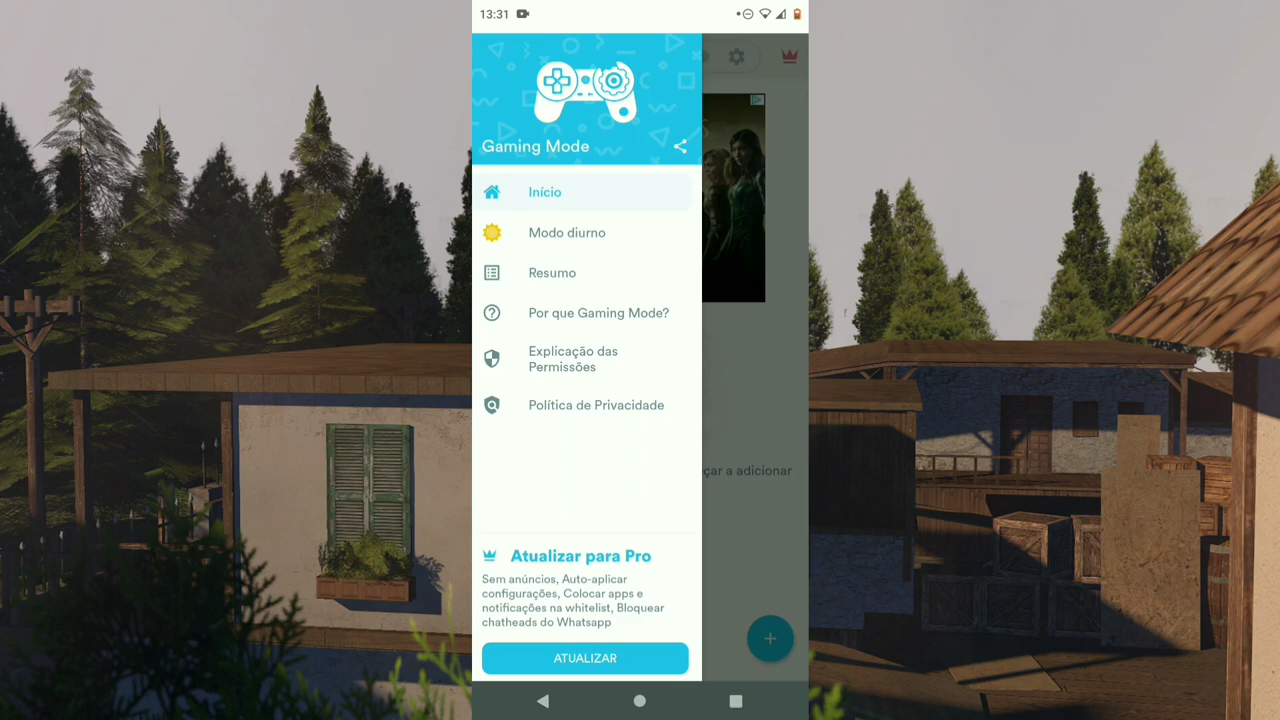 13:31
Gaming Mode
Início
Modo diurno
Resumo
Por que Gaming Mode?
Explicação das
Permissões
Política de Privacidade
çar a adicionar
Atualizar para Pro
Sem anúncios, Auto-aplicar
configurações, Colocar apps e
notificações na whitelist, Bloquear
chatheads do Whatsapp
ATUALIZAR